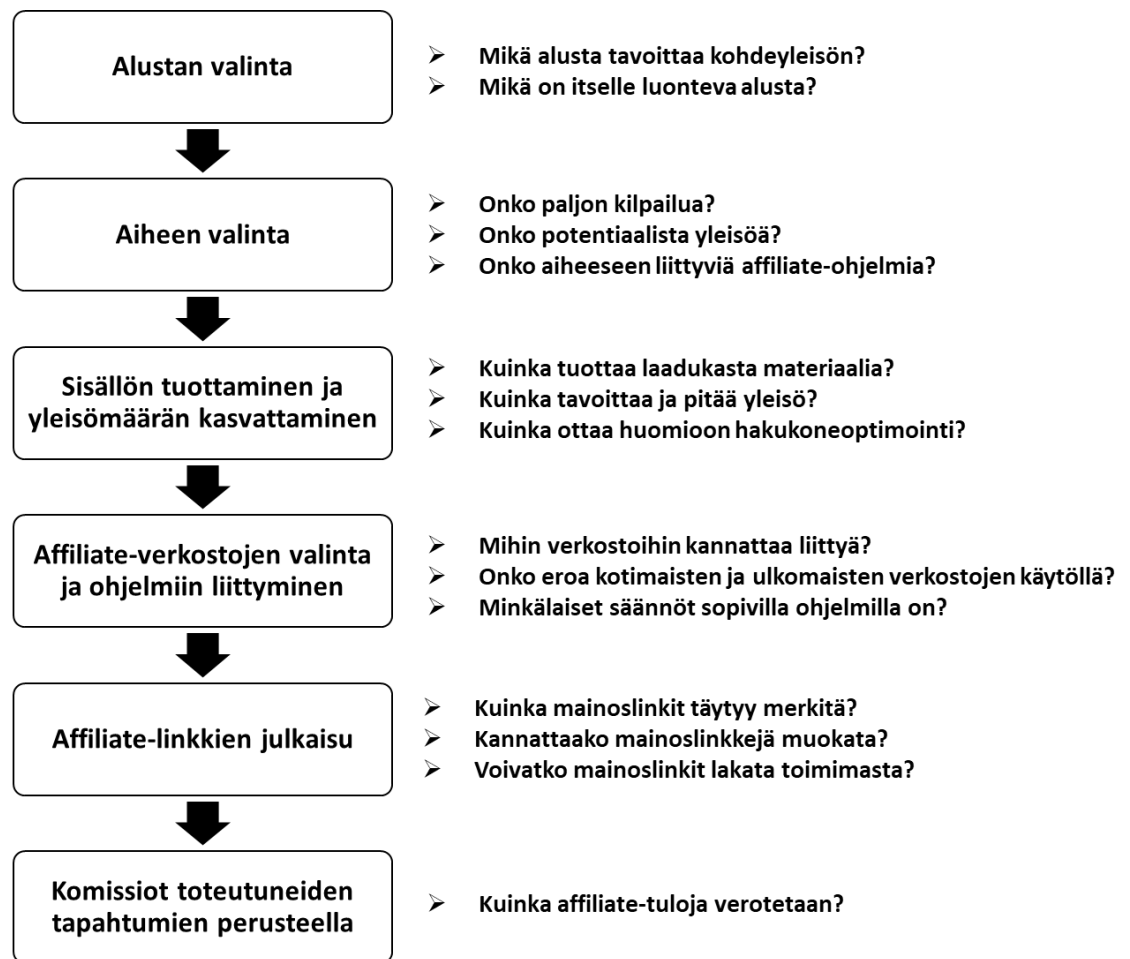 Alustan valinta
➢ Mikä alusta tavoittaa kohdeyleisön?
➢ Mikä on itselle luonteva alusta?
Aiheen valinta
➢ Onko paljon kilpailua?
➢ Onko potentiaalista yleisöä?
➢ Onko aiheeseen liittyviä affiliate-ohjelmia?
Sisällön tuottaminen ja
yleisömäärän kasvattaminen
➢ Kuinka tuottaa laadukasta materiaalia?
➢ Kuinka tavoittaa ja pitää yleisö?
➢ Kuinka ottaa huomioon hakukoneoptimointi?
Affiliate-verkostojen valinta
ja ohjelmiin liittyminen
➢ Mihin verkostoihin kannattaa liittyä?
➢ Onko eroa kotimaisten ja ulkomaisten verkostojen käytöllä?
➢ Minkälaiset säännöt sopivilla ohjelmilla on?
Affiliate-linkkien julkaisu
➢ Kuinka mainoslinkit täytyy merkitä?
➢ Kannattaako mainoslinkkejä muokata?
➢ Voivatko mainoslinkit lakata toimimasta?
Komissiot toteutuneiden
tapahtumien perusteella
➢ Kuinka affiliate-tuloja verotetaan?